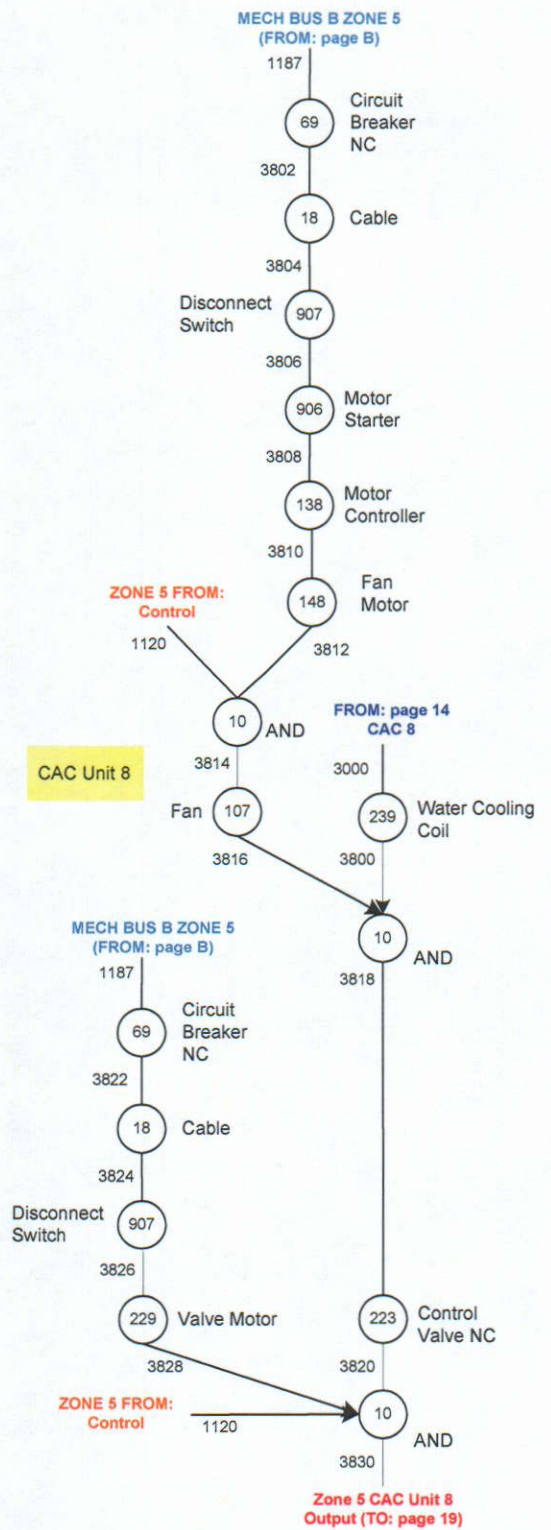 MECH BUS B ZONE 5
(FROM: page B)
1187
69
Circuit
Breaker
NC
3802
18
Cable
3804
Disconnect
Switch
907
3806
906
Motor
Starter
3808
138
Motor
Controller
3810
148
Fan
Motor
ZONE 5 FROM:
Control
1120
3812
10
AND
FROM: page 14
CAC 8
3814
3000
CAC Unit 8
Fan
107
239
Water Cooling
Coil
3816
3800
10
AND
3818
MECH BUS B ZONE 5
(FROM: page B)
1187
69
Circuit
Breaker
NC
3822
18
Cable
3824
Disconnect
Switch
907
3826
229
Valve Motor
223
Control
Valve NC
3828
3820
ZONE 5 FROM:
Control
1120
10
AND
3830
Zone 5 CAC Unit 8
Output (TO: page 19)